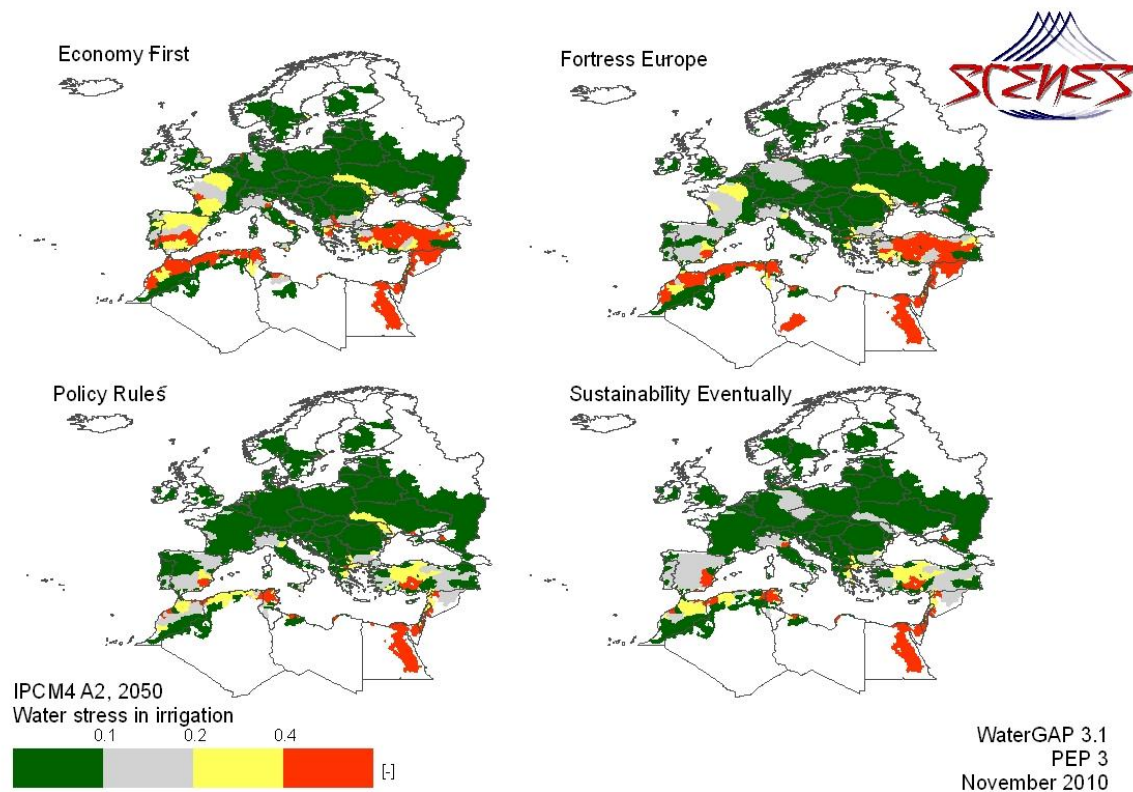 Economy First
Fortress Europe
SCENES
Policy Rules
Sustainability Eventually
IPCM4 A2, 2050
Water stress in irrigation
0.1 0.2 0.4
[-]
WaterGAP 3.1
PEP 3
November 2010